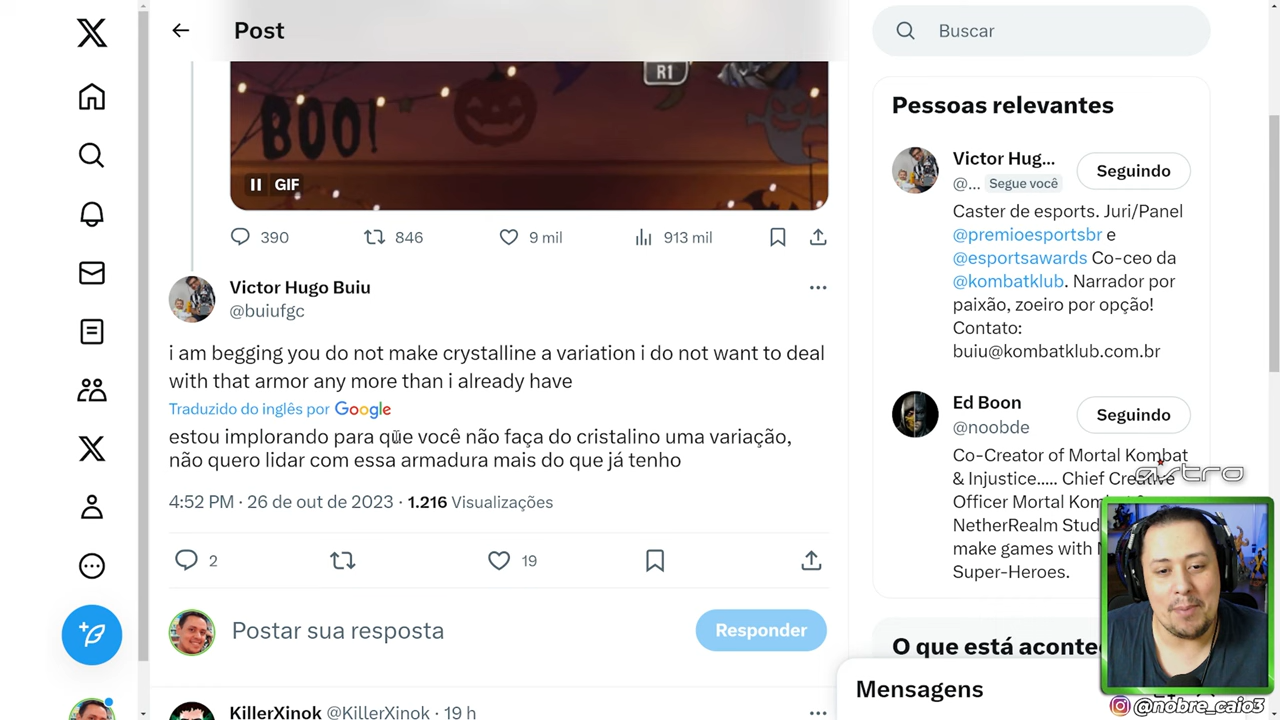 Post
Buscar
BOO!
R1
GIF
390
846
9 mil
913 mil
Victor Hugo Buiu
@buiufgc
i am begging you do not make crystalline a variation i do not want to deal
with that armor any more than i already have
Traduzido do inglês por Google
estou implorando para que você não faça do cristalino uma variação,
não quero lidar com essa armadura mais do que já tenho
4:52 PM · 26 de out de 2023 · 1.216 Visualizações
2
19
Postar sua resposta
Responder
KillerXinok @KillerXinok · 19 h
Pessoas relevantes
Victor Hug...
@... Segue você
Seguindo
Caster de esports. Juri/Panel
@premioesportsbr e
@esportsawards Co-ceo da
@kombatklub. Narrador por
paixão, zoeiro por opção!
Contato:
buiu@kombatklub.com.br
Ed Boon
@noobde
Seguindo
Co-Creator of Mortal Kombat
& Injustice..... Chief Creative
Officer Mortal Kombat
NetherRealm Stud
make games with
Super-Heroes.
O que está aconte
Mensagens
astro
@nobre_caio3